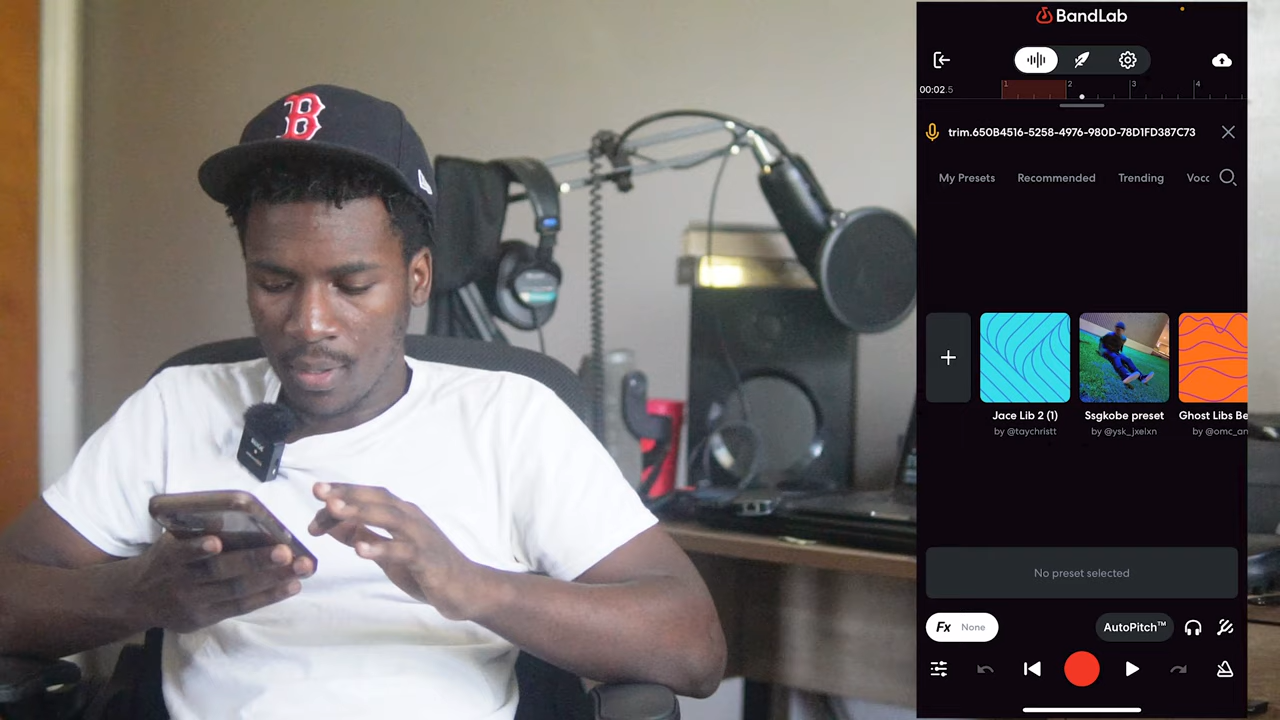 B
BandLab
00:02.5
1
2
3
4
trim.650B4516-5258-4976-980D-78D1FD387C73
My Presets
Recommended
Trending
Voca
Jace Lib 2 (1)
Ssgkobe preset
Ghost Libs Be
by @taychristt
by @ysk_jxelxn
by @omc_an
No preset selected
Fx None
AutoPitch™